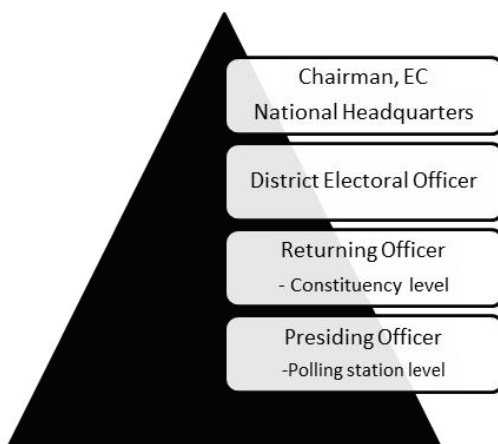 Chairman, EC
National Headquarters
District Electoral Officer
Returning Officer
- Constituency level
Presiding Officer
-Polling station level